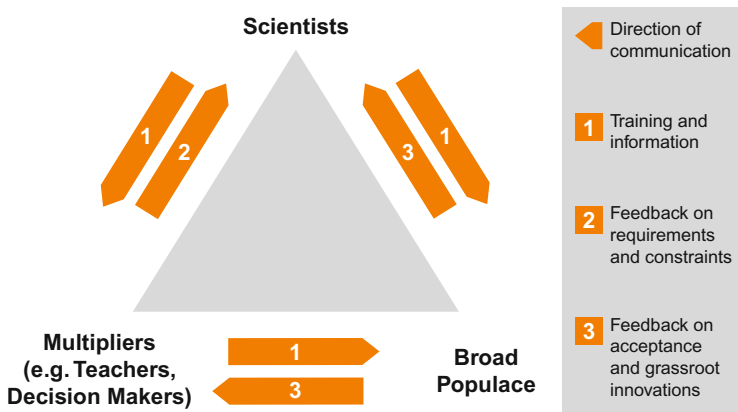 Scientists
1
2
3
1
Multipliers
(e.g. Teachers,
Decision Makers)
1
3
Broad
Populace
Direction of
communication
1 Training and
information
2 Feedback on
requirements
and constraints
3 Feedback on
acceptance
and grassroot
innovations